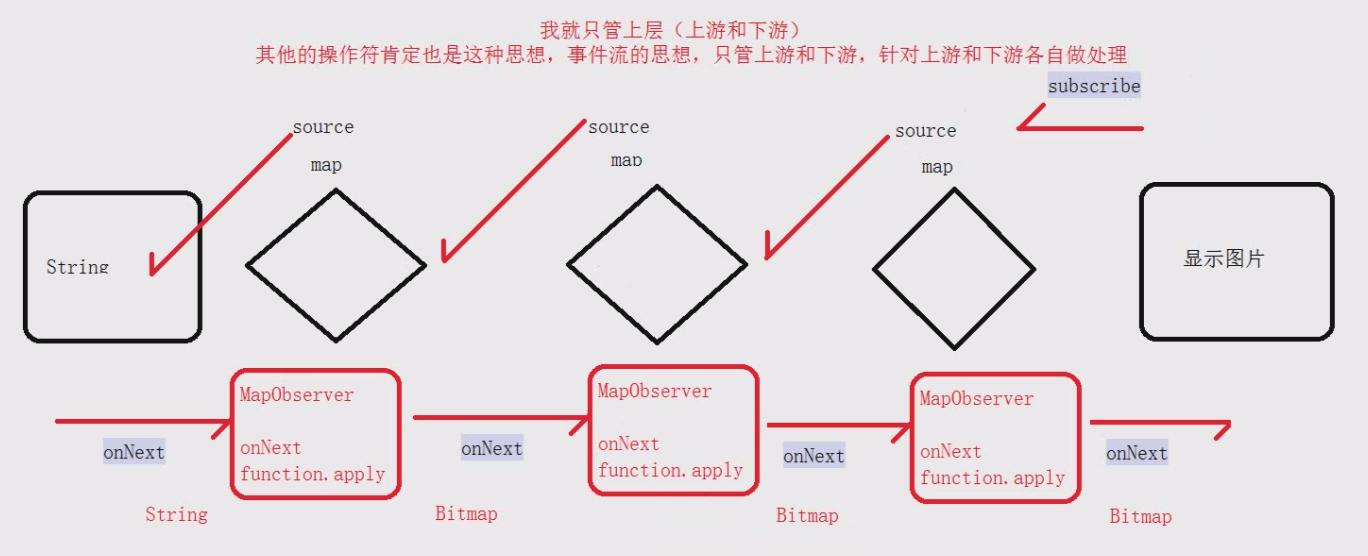 我就只管上层（上游和下游）
其他的操作符肯定也是这种思想，事件流的思想，只管上游和下游，针对上游和下游各自做处理
subscribe
source
source
source
map
map
map
String
显示图片
MapObserver
MapObserver
MapObserver
onNext
onNext
onNext
onNext
onNext
function.apply
onNext
function.apply
onNext
function.apply
String
Bitmap
Bitmap
Bitmap